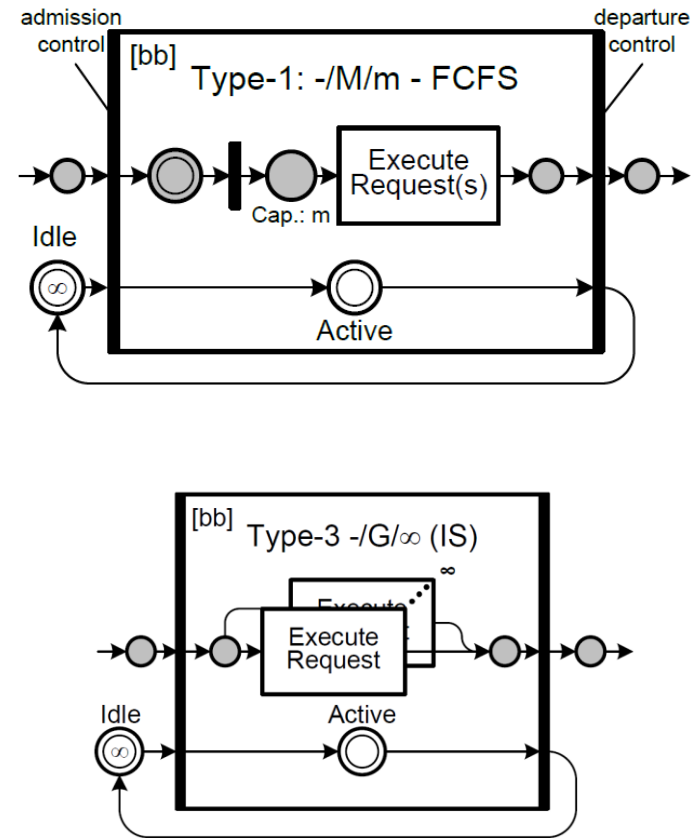 admission
control
departure
control
[bb]
Type-1: -/M/m - FCFS
Execute
Request(s)
Cap.: m
Idle
∞
Active
[bb]
Type-3 -/G/∞ (IS)
∞
Execute
Execute
Request
Idle
Active
∞